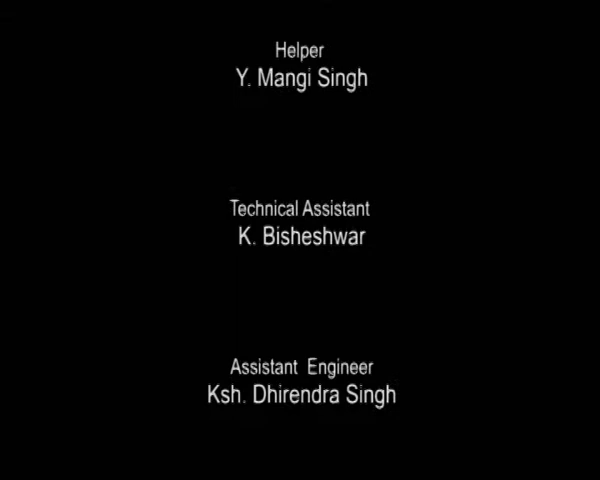 Helper
Y. Mangi Singh
Technical Assistant
K. Bisheshwar
Assistant Engineer
Ksh. Dhirendra Singh